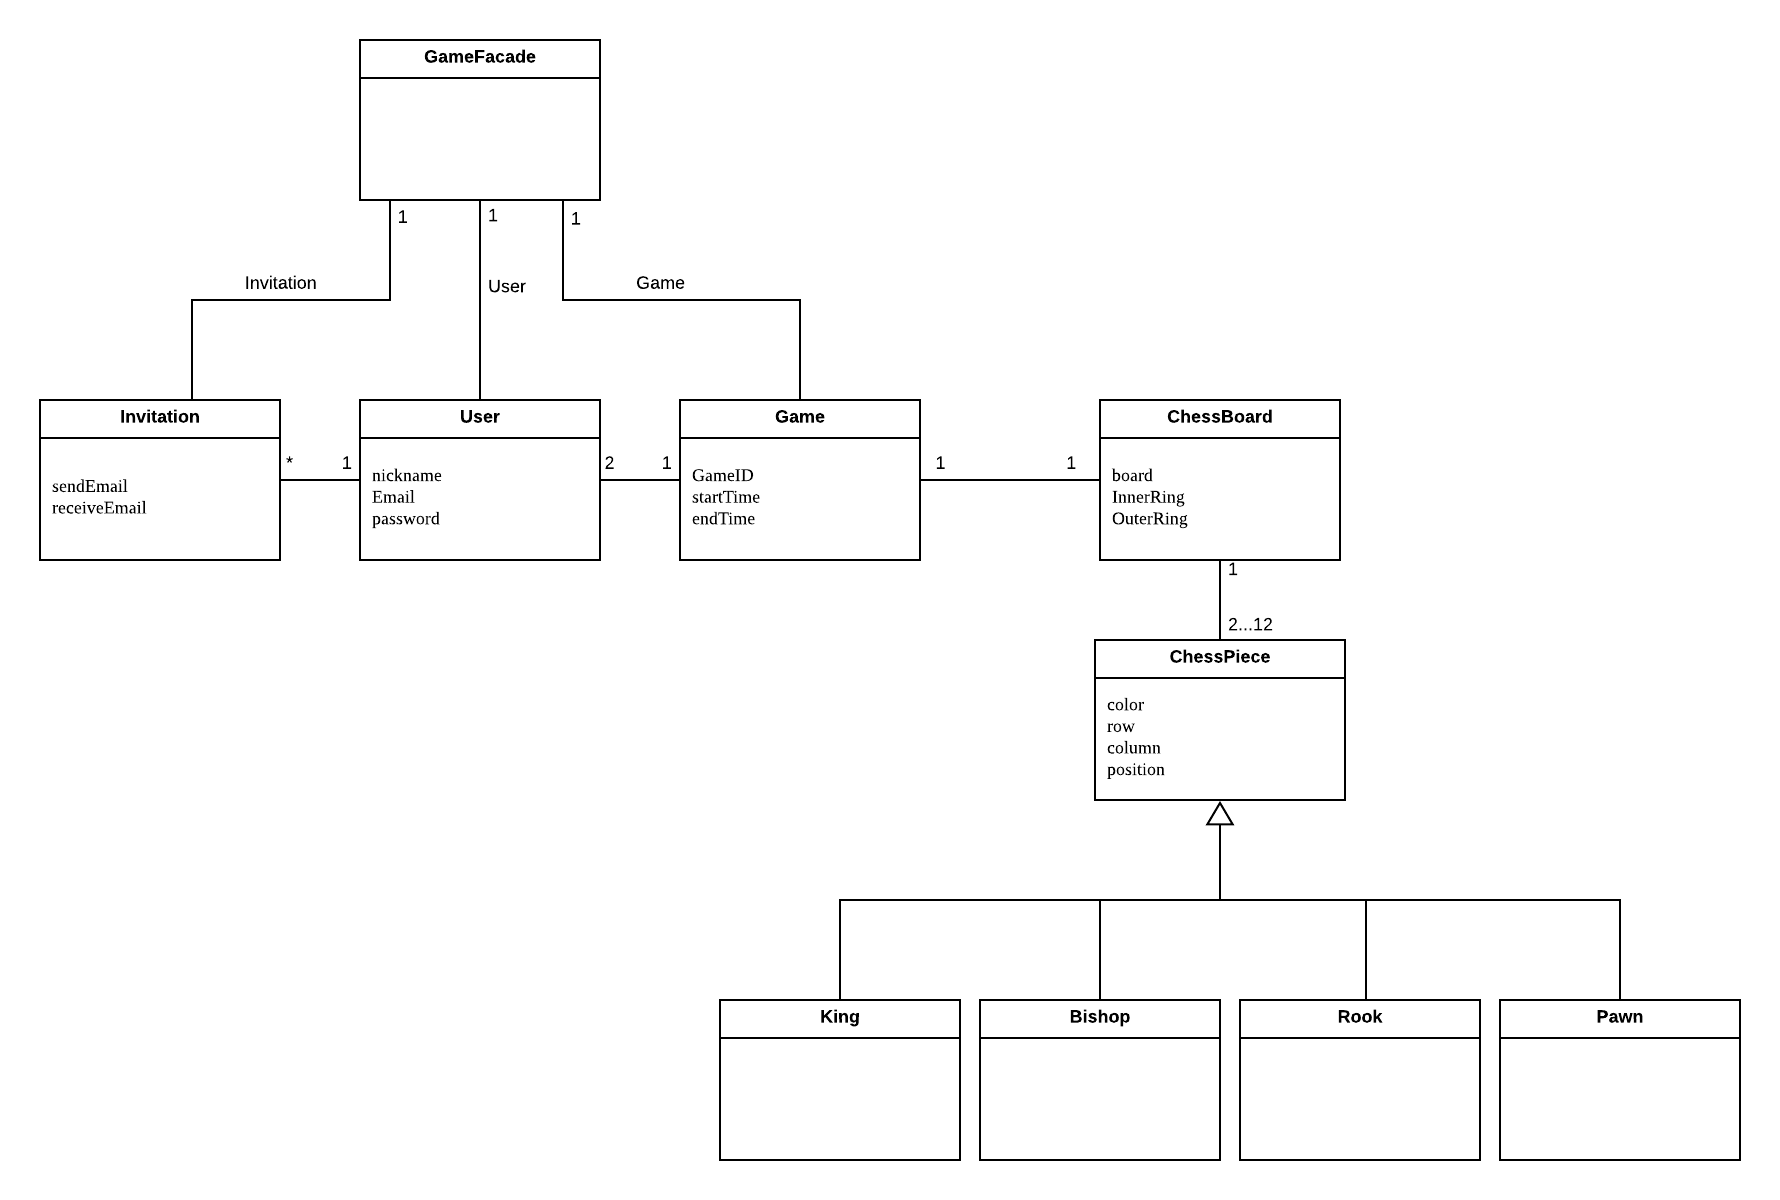 GameFacade
1
1
1
Invitation
User
Game
Invitation
sendEmail
receiveEmail
*
1
User
nickname
Email
password
2
1
Game
GameID
startTime
endTime
1
1
ChessBoard
board
InnerRing
OuterRing
1
2...12
ChessPiece
color
row
column
position
King
Bishop
Rook
Pawn